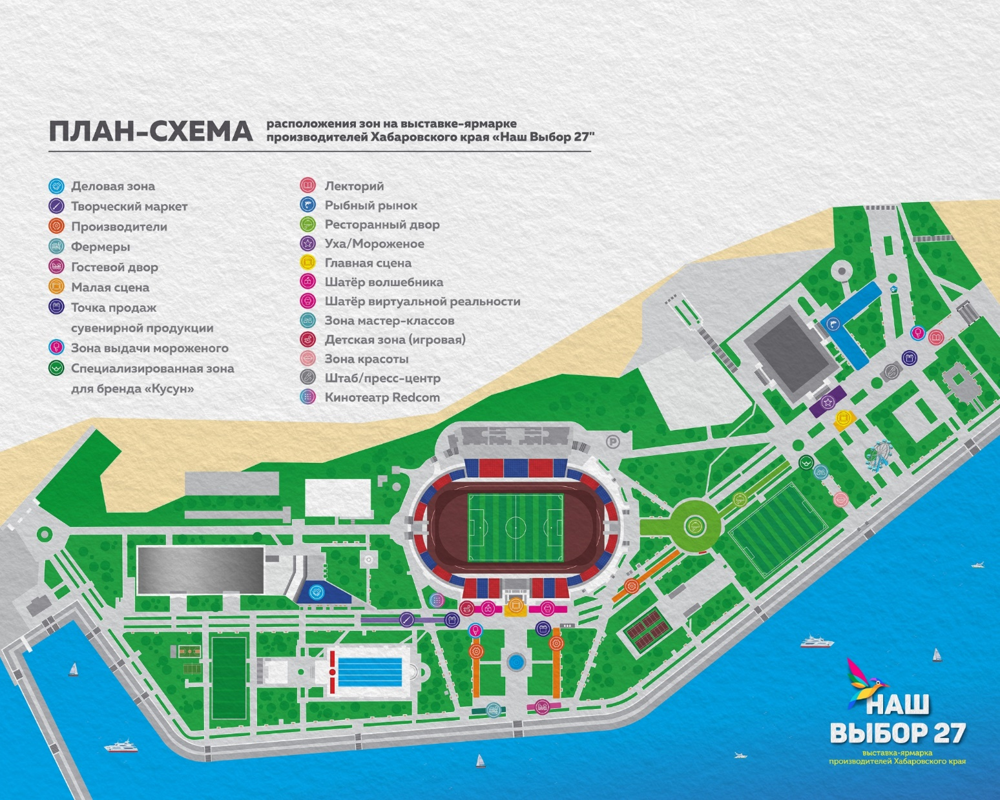 ПЛАН-СХЕМА
расположения зон на выставке-ярмарке
производителей Хабаровского края «Наш Выбор 27"
Деловая зона
Творческий маркет
Производители
Фермеры
Гостевой двор
Малая сцена
Точка продаж
сувенирной продукции
Зона выдачи мороженого
Специализированная зона
для бренда «Кусун»
Лекторий
Рыбный рынок
Ресторанный двор
Уха/Мороженое
Главная сцена
Шатёр волшебника
Шатёр виртуальной реальности
Зона мастер-классов
Детская зона (игровая)
Зона красоты
Штаб/пресс-центр
Кинотеатр Redcom
P
НАШ
ВЫБОР 27
выставка-ярмарка
производителей Хабаровского края